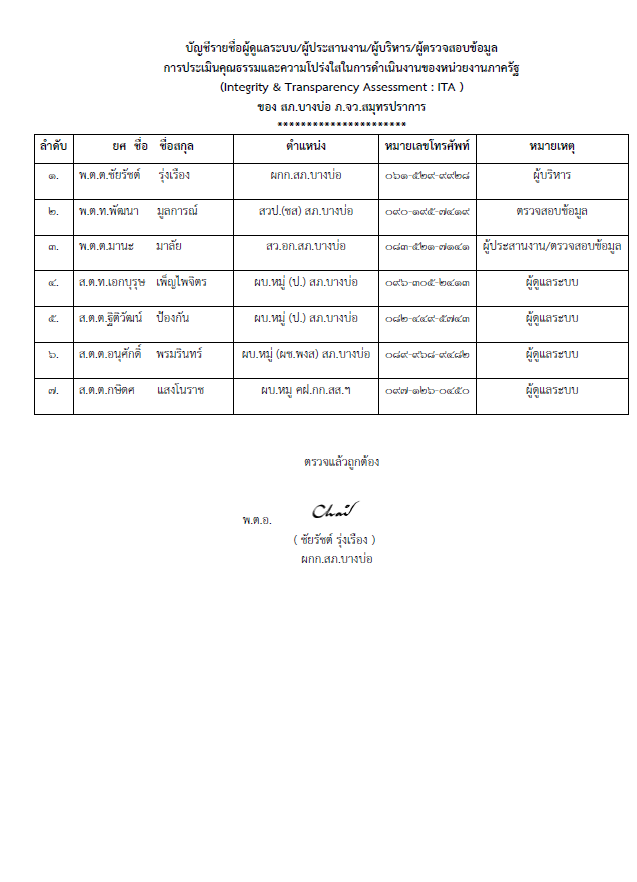 บัญชีรายชื่อผู้ดูแลระบบ/ผู้ประสานงาน/ผู้บริหาร/ผู้ตรวจสอบข้อมูล
การประเมินคุณธรรมและความโปร่งใสในการดำเนินงานของหน่วยงานภาครัฐ
(Integrity & Transparency Assessment : ITA )
ของ สภ.บางบ่อ ภ.จว.สมุทรปราการ
**********************
ลำดับ ยศ ชื่อ ชื่อสกุล ตำแหน่ง หมายเลขโทรศัพท์ หมายเหตุ
๑. พ.ต.ต.ชัยรัชต์ รุ่งเรือง ผกก.สภ.บางบ่อ ๐๖๑-๕๒๙-๙๙๒๘ ผู้บริหาร
๒. พ.ต.ท.พัฒนา มูลการณ์ สวป.(ชส) สภ.บางบ่อ ๐๙๐-๑๙๕-๗๔๑๙ ตรวจสอบข้อมูล
๓. พ.ต.ต.มานะ มาลัย สว.อก.สภ.บางบ่อ ๐๘๓-๕๒๑-๗๑๔๑ ผู้ประสานงาน/ตรวจสอบข้อมูล
๔. ส.ต.ท.เอกบุรุษ เพ็ญไพจิตร ผบ.หมู่ (ป.) สภ.บางบ่อ ๐๙๖-๓๐๕-๒๔๑๓ ผู้ดูแลระบบ
๕. ส.ต.ต.ฐิติวัฒน์ ป้องกัน ผบ.หมู่ (ป.) สภ.บางบ่อ ๐๘๒-๔๔๙-๕๗๔๓ ผู้ดูแลระบบ
๖. ส.ต.ต.อนุศักดิ์ พรมรินทร์ ผบ.หมู่ (ผช.พงส) สภ.บางบ่อ ๐๘๙-๙๖๘-๙๔๘๒ ผู้ดูแลระบบ
๗. ส.ต.ต.กษิดศ แสงโนราช ผบ.หมู คฝ.กก.สส.ฯ ๐๙๗-๑๒๖-๐๔๕๐ ผู้ดูแลระบบ
ตรวจแล้วถูกต้อง
พ.ต.อ.
( ชัยรัชต์ รุ่งเรือง )
ผกก.สภ.บางบ่อ